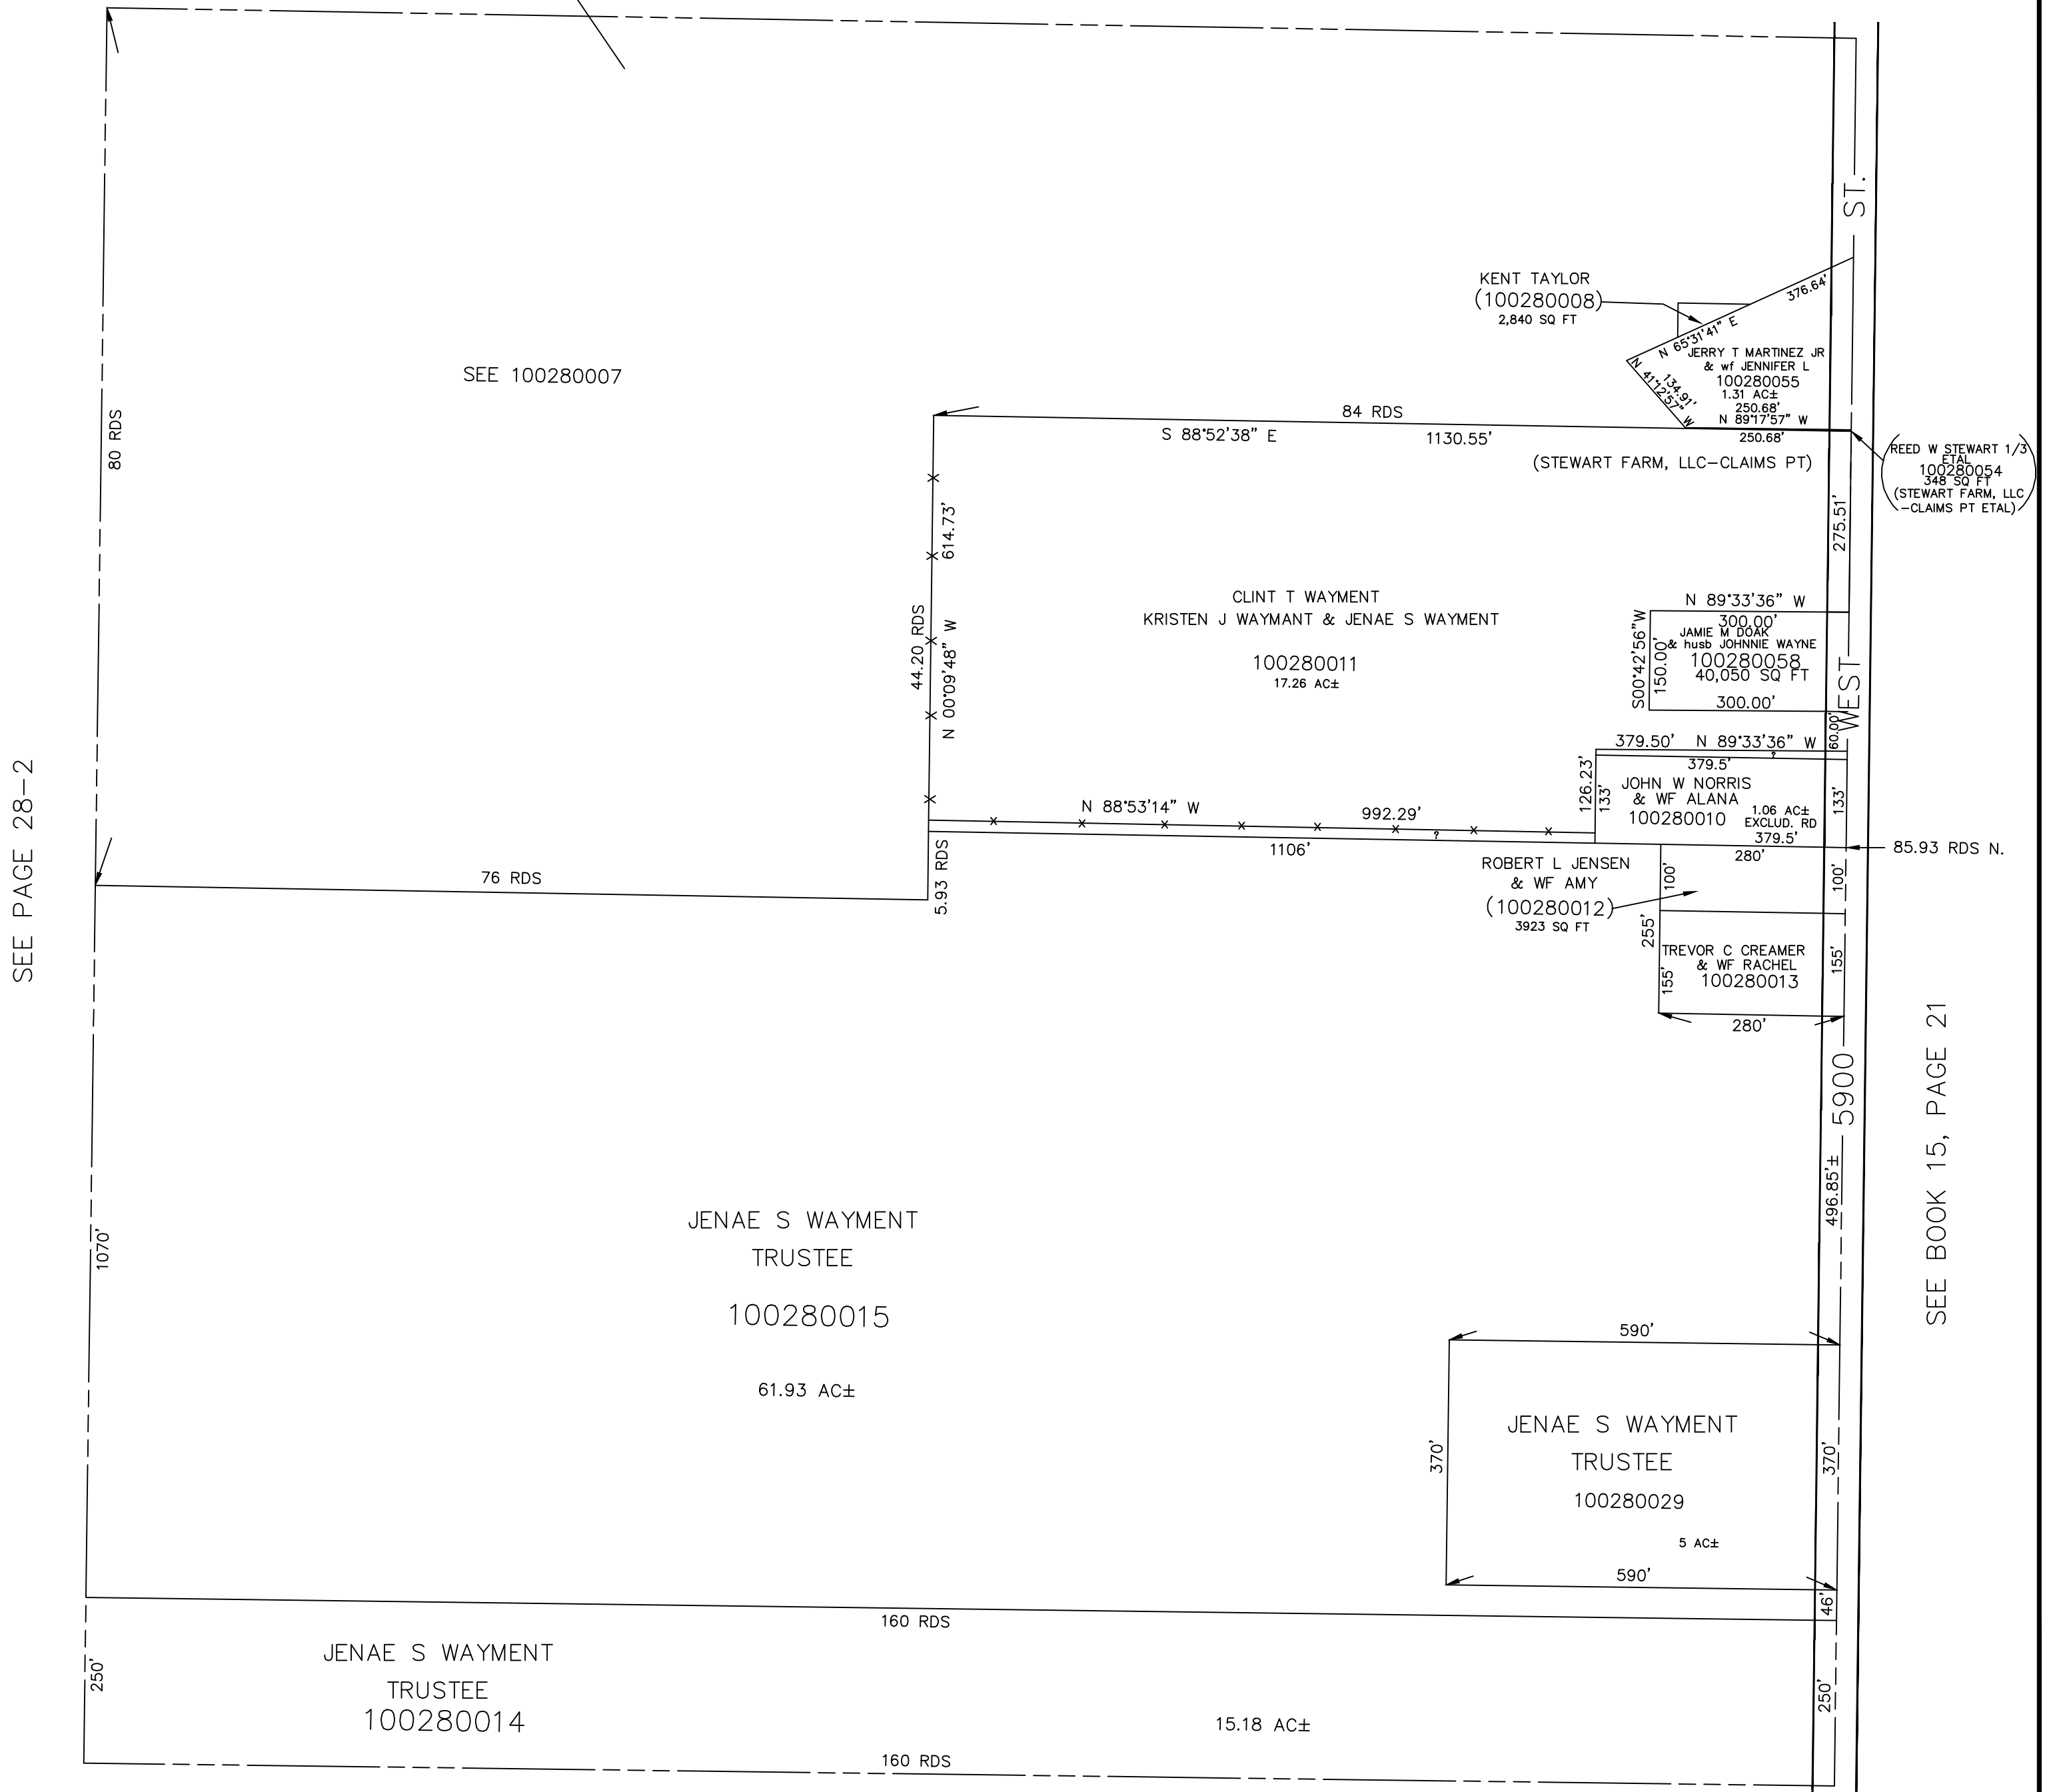 ST.
KENT TAYLOR
(100280008)
2,840 SQ FT
376.64'
N 65°31'41" E
N 41°12'57" W
134.91'
JERRY T MARTINEZ JR
& wf JENNIFER L
100280055
1.31 AC±
250.68'
N 89°17'57" W
250.68'
SEE 100280007
80 RDS
84 RDS
S 88°52'38" E
1130.55'
(STEWART FARM, LLC-CLAIMS PT)
REED W STEWART 1/3
ETAL
100280054
348 SQ FT
(STEWART FARM, LLC
-CLAIMS PT ETAL)
275.51'
614.73'
44.20 RDS
N 00°09'48" W
CLINT T WAYMENT
KRISTEN J WAYMANT & JENAE S WAYMENT
100280011
17.26 AC±
N 89°33'36" W
300.00'
S00°42'56"W
150.00'
JAMIE M DOAK
& husb JOHNNIE WAYNE
100280058
40,050 SQ FT
300.00'
WEST
60.00'
379.50' N 89°33'36" W
?
379.5'
126.23'
133'
JOHN W NORRIS
& WF ALANA
100280010
1.06 AC±
EXCLUD. RD
379.5'
133'
N 88°53'14" W
992.29'
?
1106'
280'
85.93 RDS N.
SEE PAGE 28-2
76 RDS
5.93 RDS
ROBERT L JENSEN
& WF AMY
(100280012)
3923 SQ FT
100'
100'
255'
TREVOR C CREAMER
& WF RACHEL
100280013
155'
155'
280'
5900
SEE BOOK 15, PAGE 21
496.85'±
1070'
JENAE S WAYMENT
TRUSTEE
100280015
61.93 AC±
590'
370'
JENAE S WAYMENT
TRUSTEE
100280029
5 AC±
370'
590'
46'
160 RDS
250'
JENAE S WAYMENT
TRUSTEE
100280014
15.18 AC±
250'
160 RDS